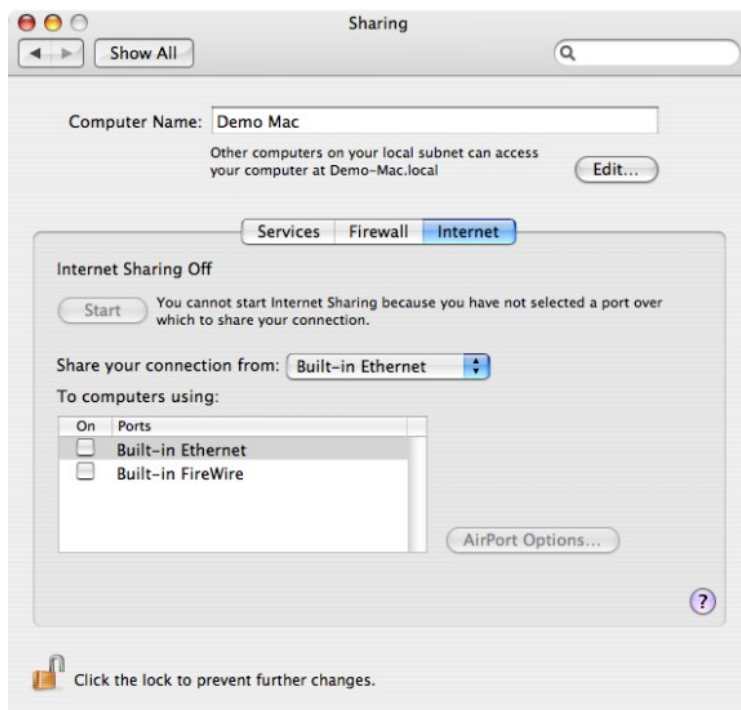 Sharing
Show All
Computer Name: Demo Mac
Other computers on your local subnet can access
your computer at Demo-Mac.local
Edit...
Services Firewall Internet
Internet Sharing Off
Start
You cannot start Internet Sharing because you have not selected a port over
which to share your connection.
Share your connection from: Built-in Ethernet
To computers using:
On Ports
Built-in Ethernet
Built-in FireWire
AirPort Options...
?
Click the lock to prevent further changes.